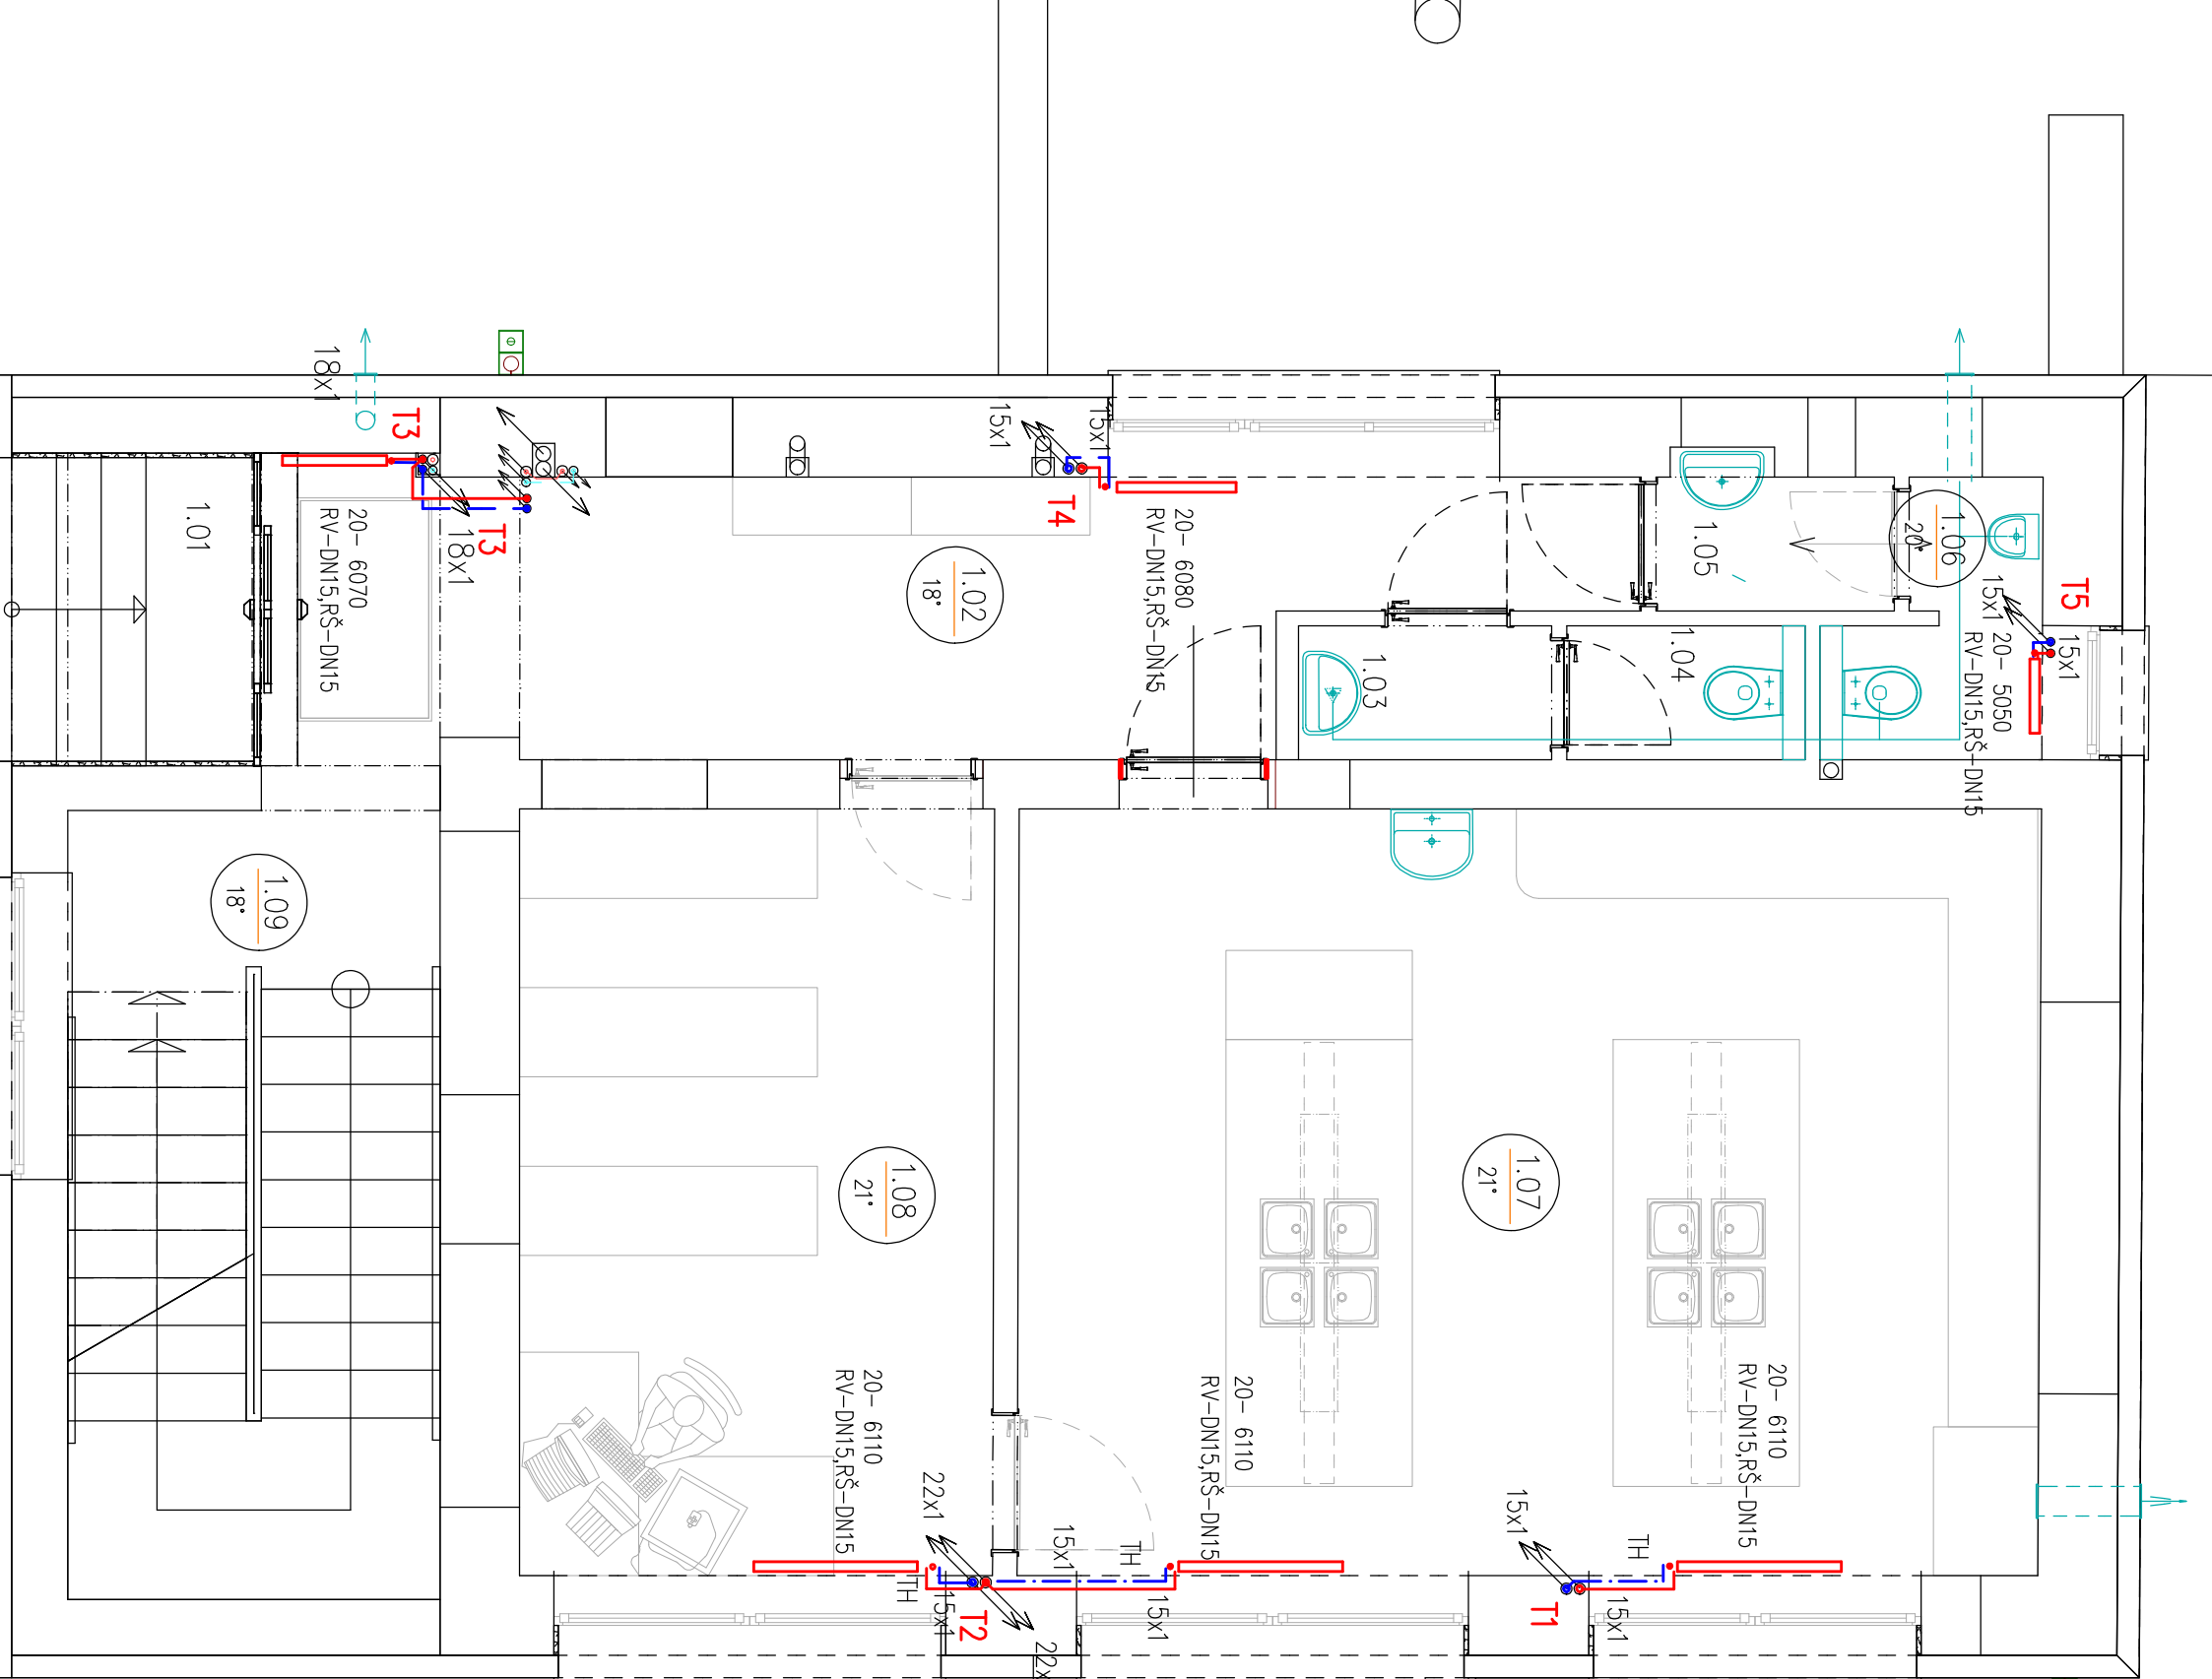 18x1
T3
1.01
20- 6070
RV-DN15,RŠ-DN15
T3
18x1
15x1
15x1
T4
1.02
18°
20- 6080
RV-DN15,RŠ-DN15
1.03
1.04
1.05
1.06
20°
T5
15x1
15x1
20- 5050
RV-DN15,RŠ-DN15
1.09
18°
1.08
21°
1.07
21°
20- 6110
RV-DN15,RŠ-DN15
20- 6110
RV-DN15,RŠ-DN15
20- 6110
RV-DN15,RŠ-DN15
22x1
TH
15x1
T2
22x
15x1
TH
15x1
15x1
TH
T1
15x1